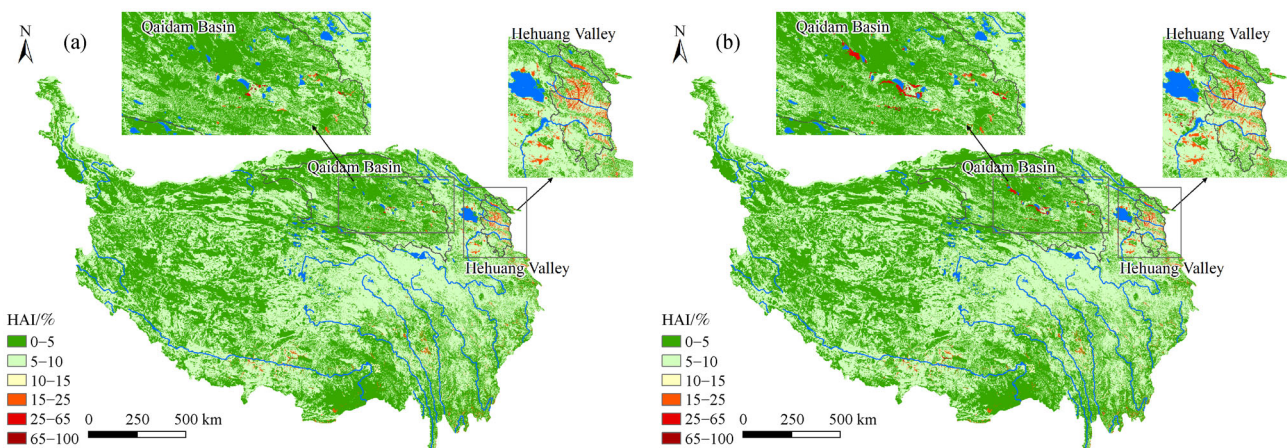 N
(a)
Qaidam Basin
Hehuang Valley
Qaidam Basin
Hehuang Valley
HAI/%
0−5
5−10
10−15
15−25
25−65
65−100
0 250 500 km
N
(b)
Qaidam Basin
Hehuang Valley
Qaidam Basin
Hehuang Valley
HAI/%
0−5
5−10
10−15
15−25
25−65
65−100
0 250 500 km